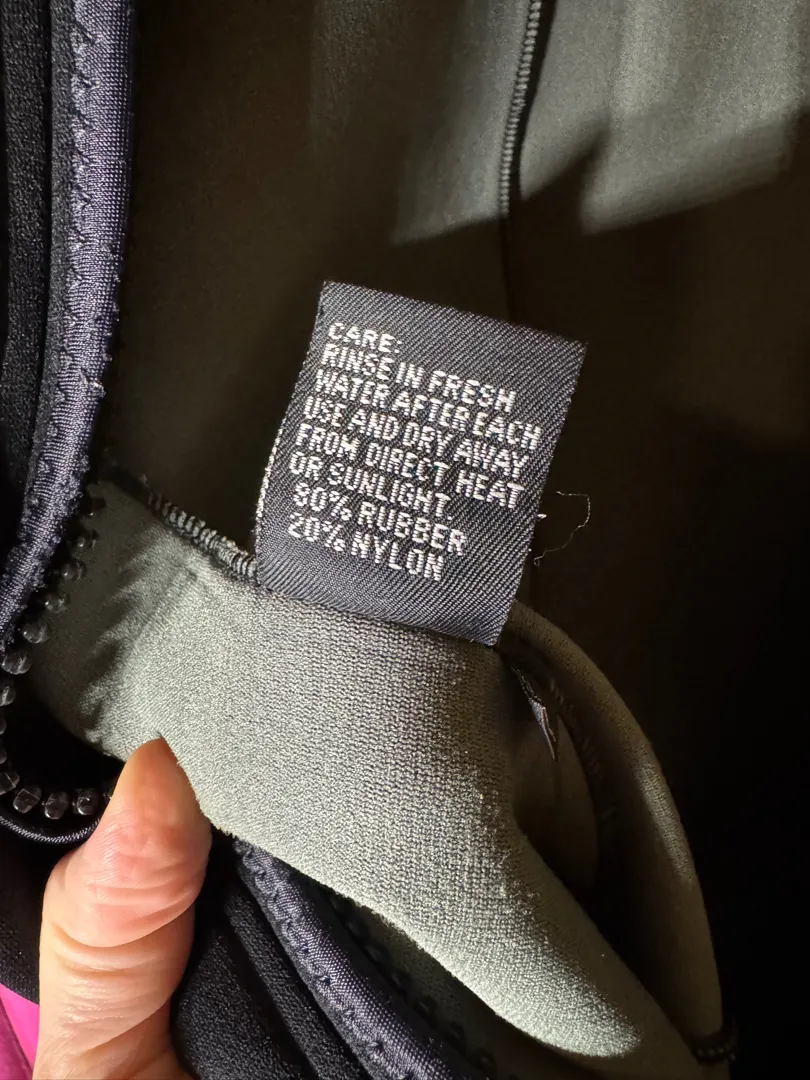 CARE:
RINSE IN FRESH
WATER AFTER EACH
USE AND DRY AWAY
FROM DIRECT HEAT
OR SUNLIGHT.
80% RUBBER
20% NYLON